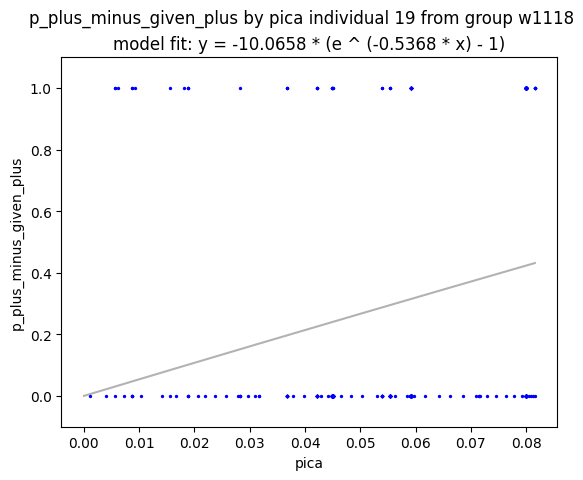 p_plus_minus_given_plus by pica individual 19 from group w1118
model fit: y = -10.0658 * (e ^ (-0.5368 * x) - 1)
p_plus_minus_given_plus
1.0
0.8
0.6
0.4
0.2
0.0
0.00 0.01 0.02 0.03 0.04 0.05 0.06 0.07 0.08
pica